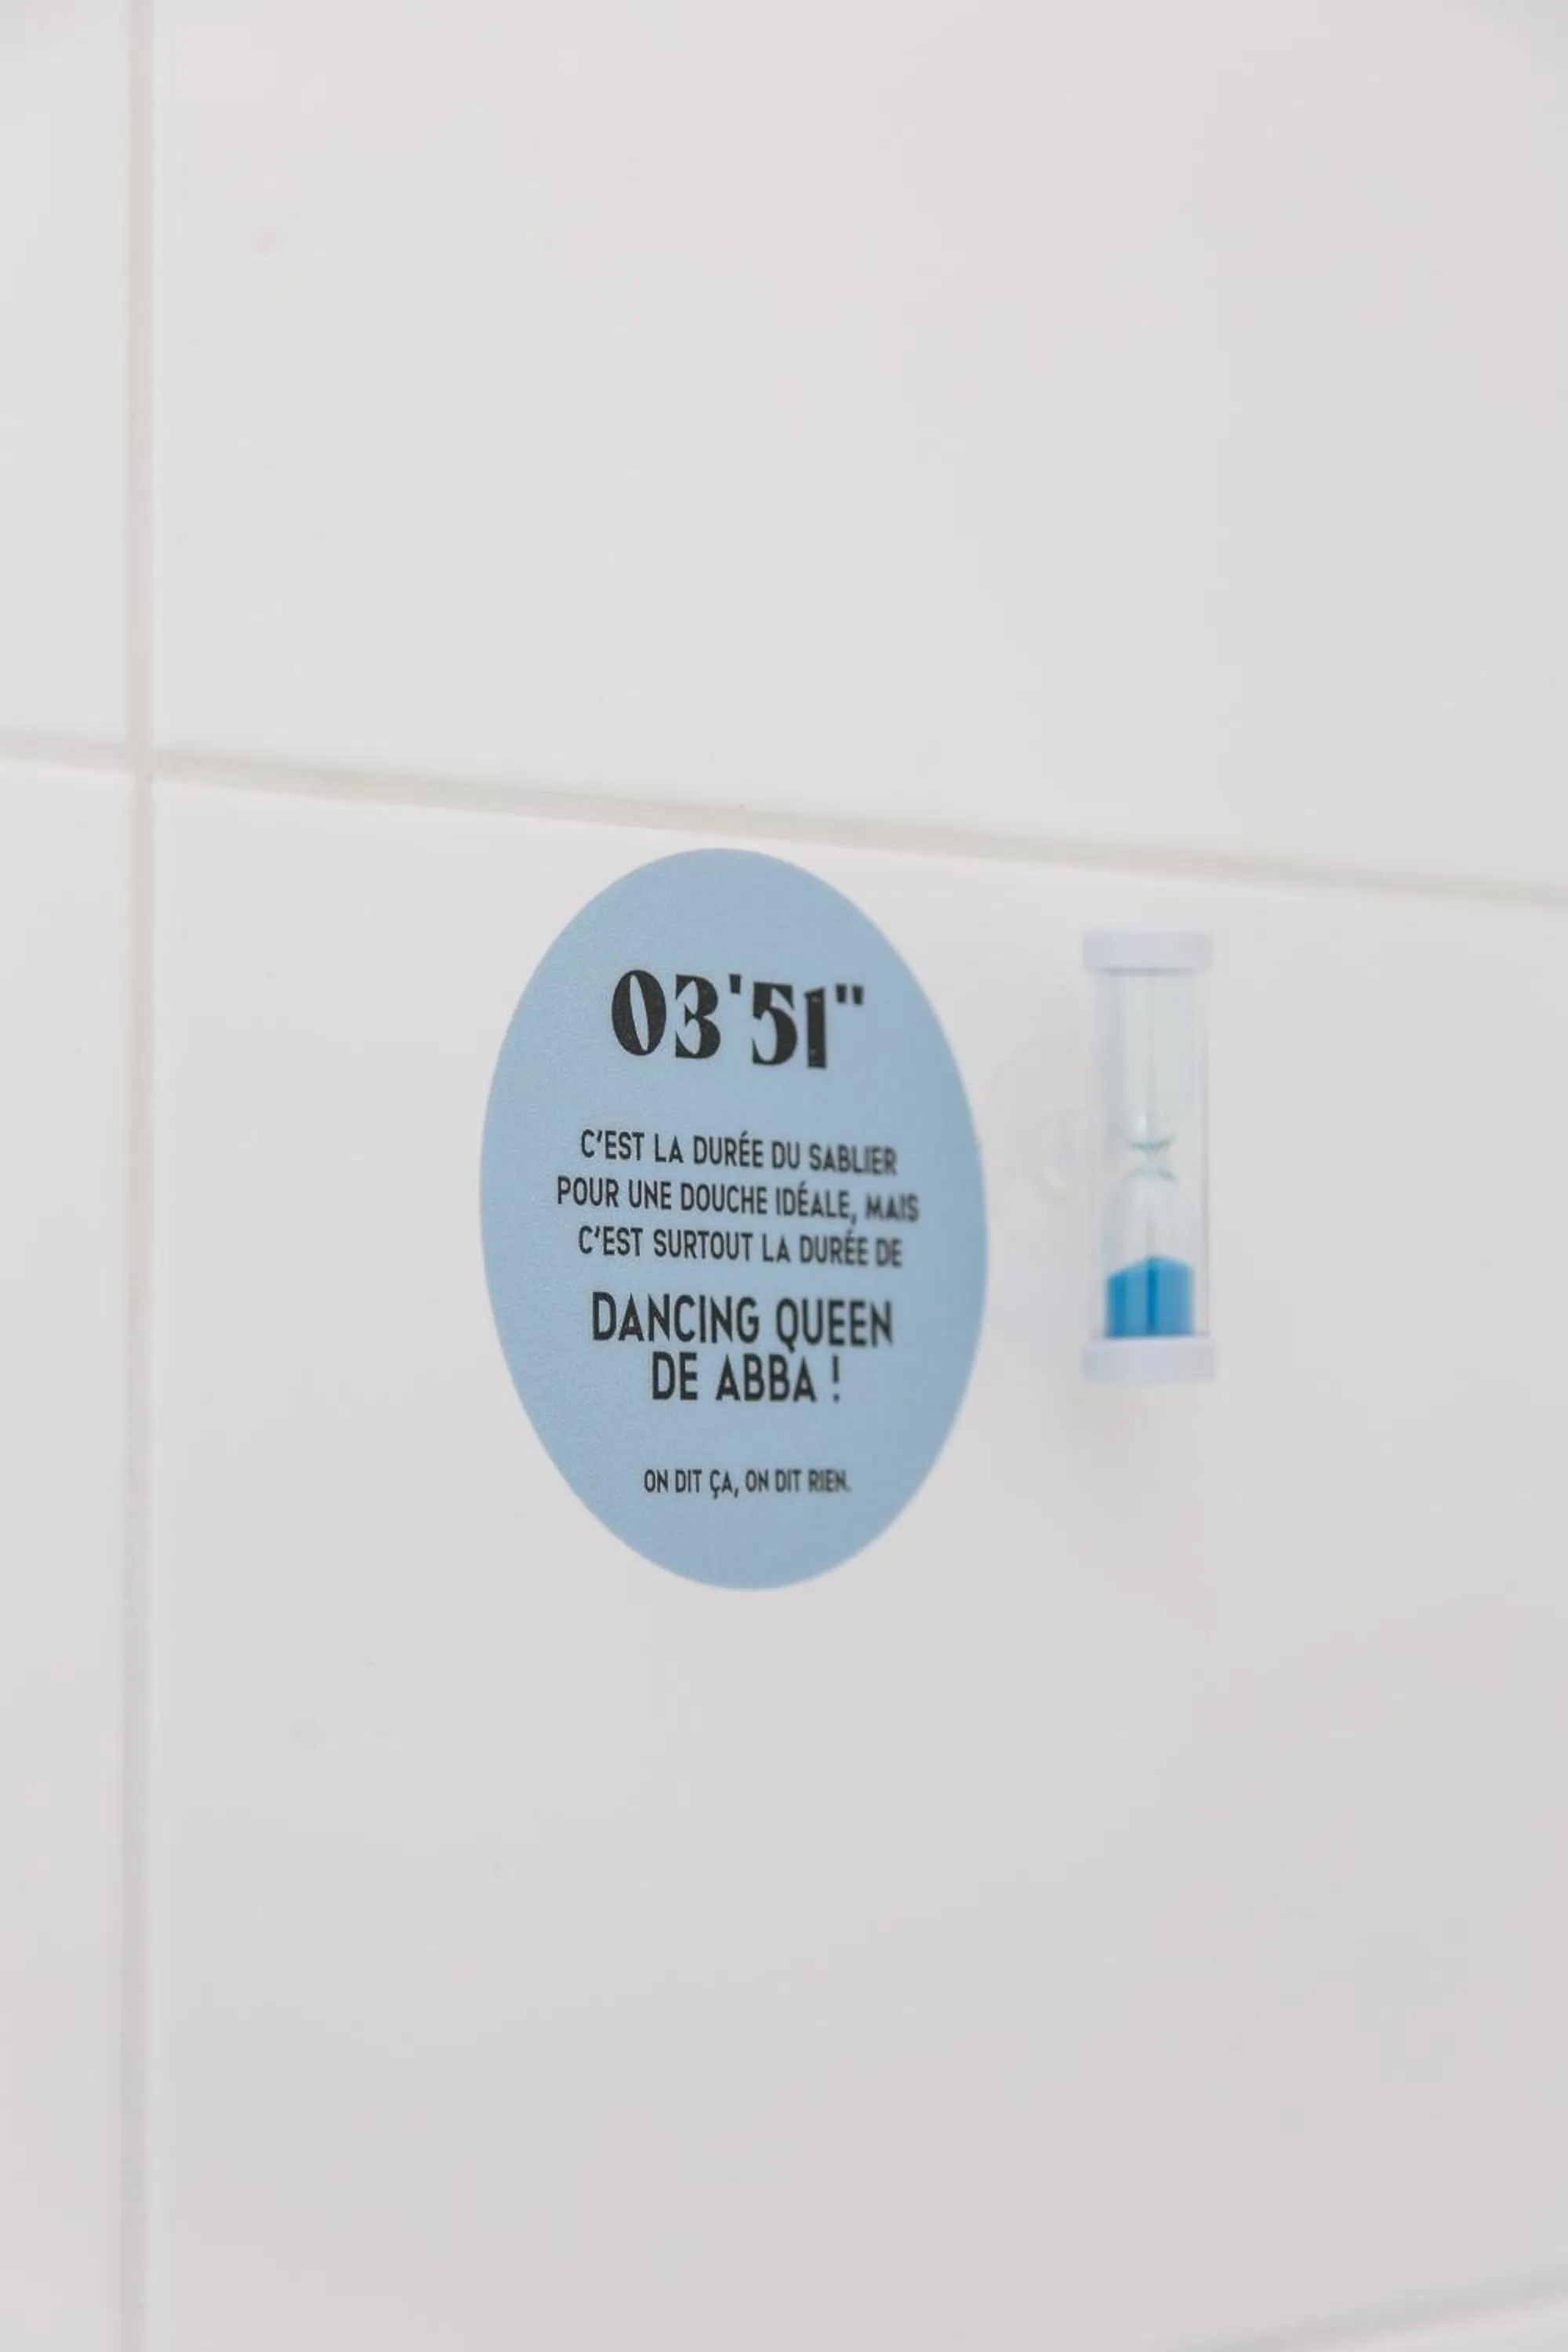 03'51"
C'EST LA DURÉE DU SABLIER
POUR UNE DOUCHE IDÉALE, MAIS
C'EST SURTOUT LA DURÉE DE
DANCING QUEEN
DE ABBA !
ON DIT ÇA, ON DIT RIEN.